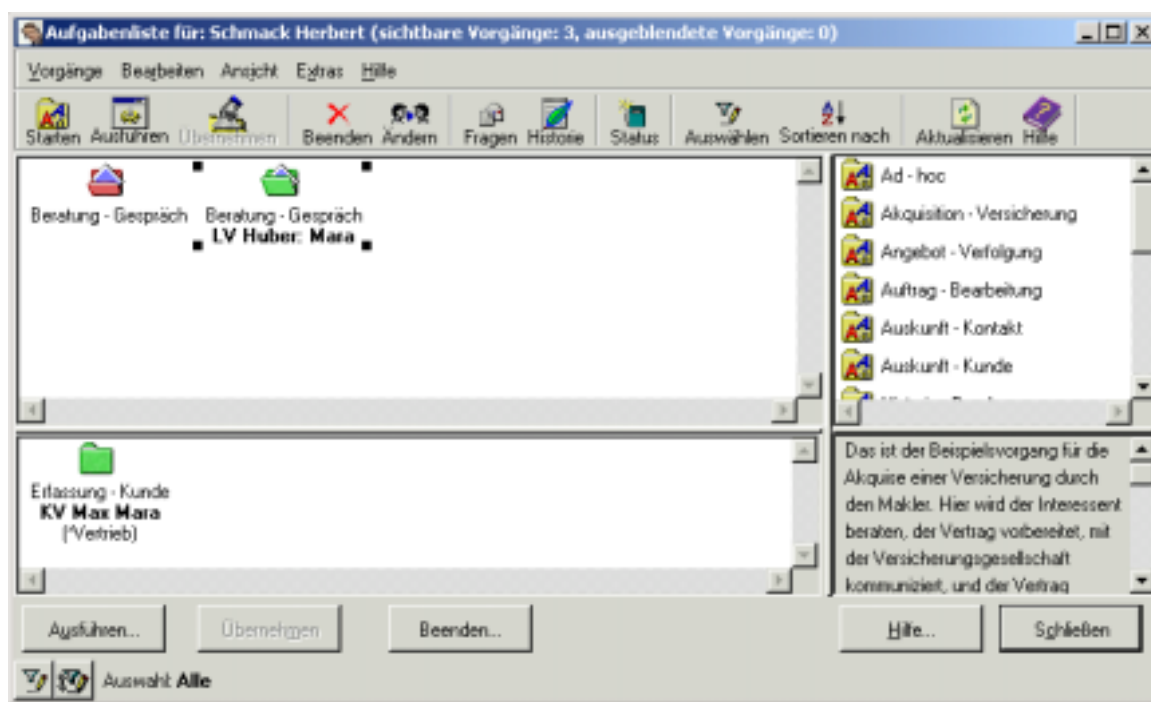 Aufgabenliste für: Schmack Herbert (sichtbare Vorgänge: 3, ausgeblendete Vorgänge: 0)
Vorgänge Bearbeiten Ansicht Extras Hilfe
Starten Ausführen Übernehmen Beenden Ändern Fragen Historie Status Auswählen Sortieren nach Aktualisieren Hilfe
Beratung - Gespräch
Beratung - Gespräch
LV Huber: Mara
Ad - hoc
Akquisition - Versicherung
Angebot - Verfolgung
Auftrag - Bearbeitung
Auskunft - Kontakt
Auskunft - Kunde
Erfassung - Kunde
KV Max Mara
(*Vertrieb)
Das ist der Beispielsvorgang für die
Akquise einer Versicherung durch
den Makler. Hier wird der Interessent
beraten, der Vertrag vorbereitet, mit
der Versicherungsgesellschaft
kommuniziert, und der Vertrag
Ausführen... Übernehmen Beenden... Hilfe... Schließen
Auswahl: Alle